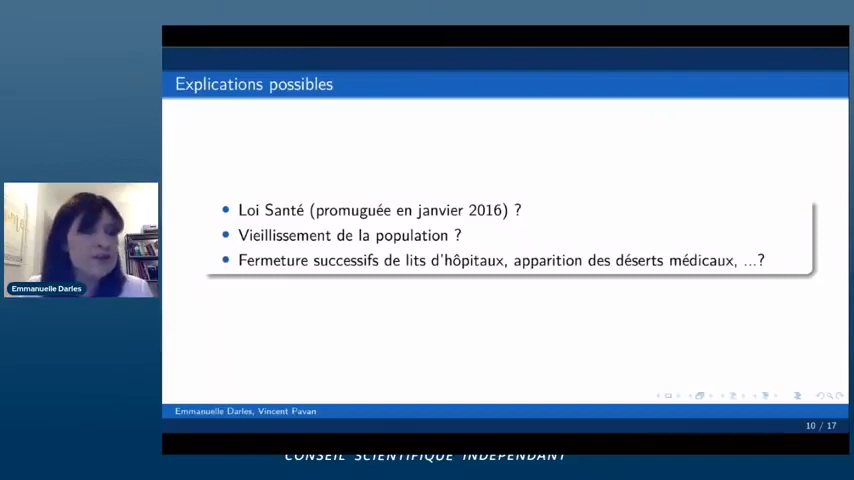 Explications possibles
Loi Santé (promuguée en janvier 2016) ?
Vieillissement de la population ?
Fermeture successifs de lits d'hôpitaux, apparition des déserts médicaux, ...?
Emmanuelle Darles
Emmanuelle Darles, Vincent Pavan
10 / 17
CONSEIL SCIENTIFIQUE INDEPENDANT